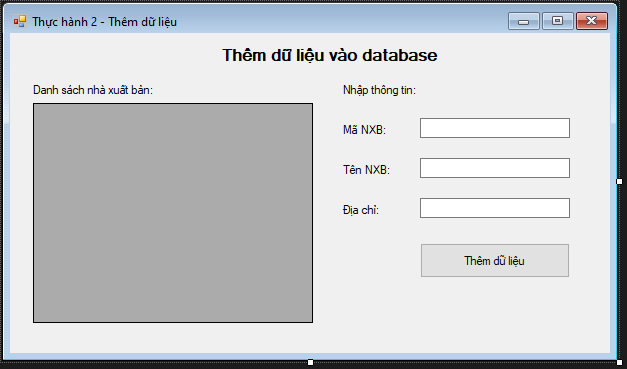 Thực hành 2 - Thêm dữ liệu
Thêm dữ liệu vào database
Danh sách nhà xuất bản:
Nhập thông tin:
Mã NXB:
Tên NXB:
Địa chỉ:
Thêm dữ liệu